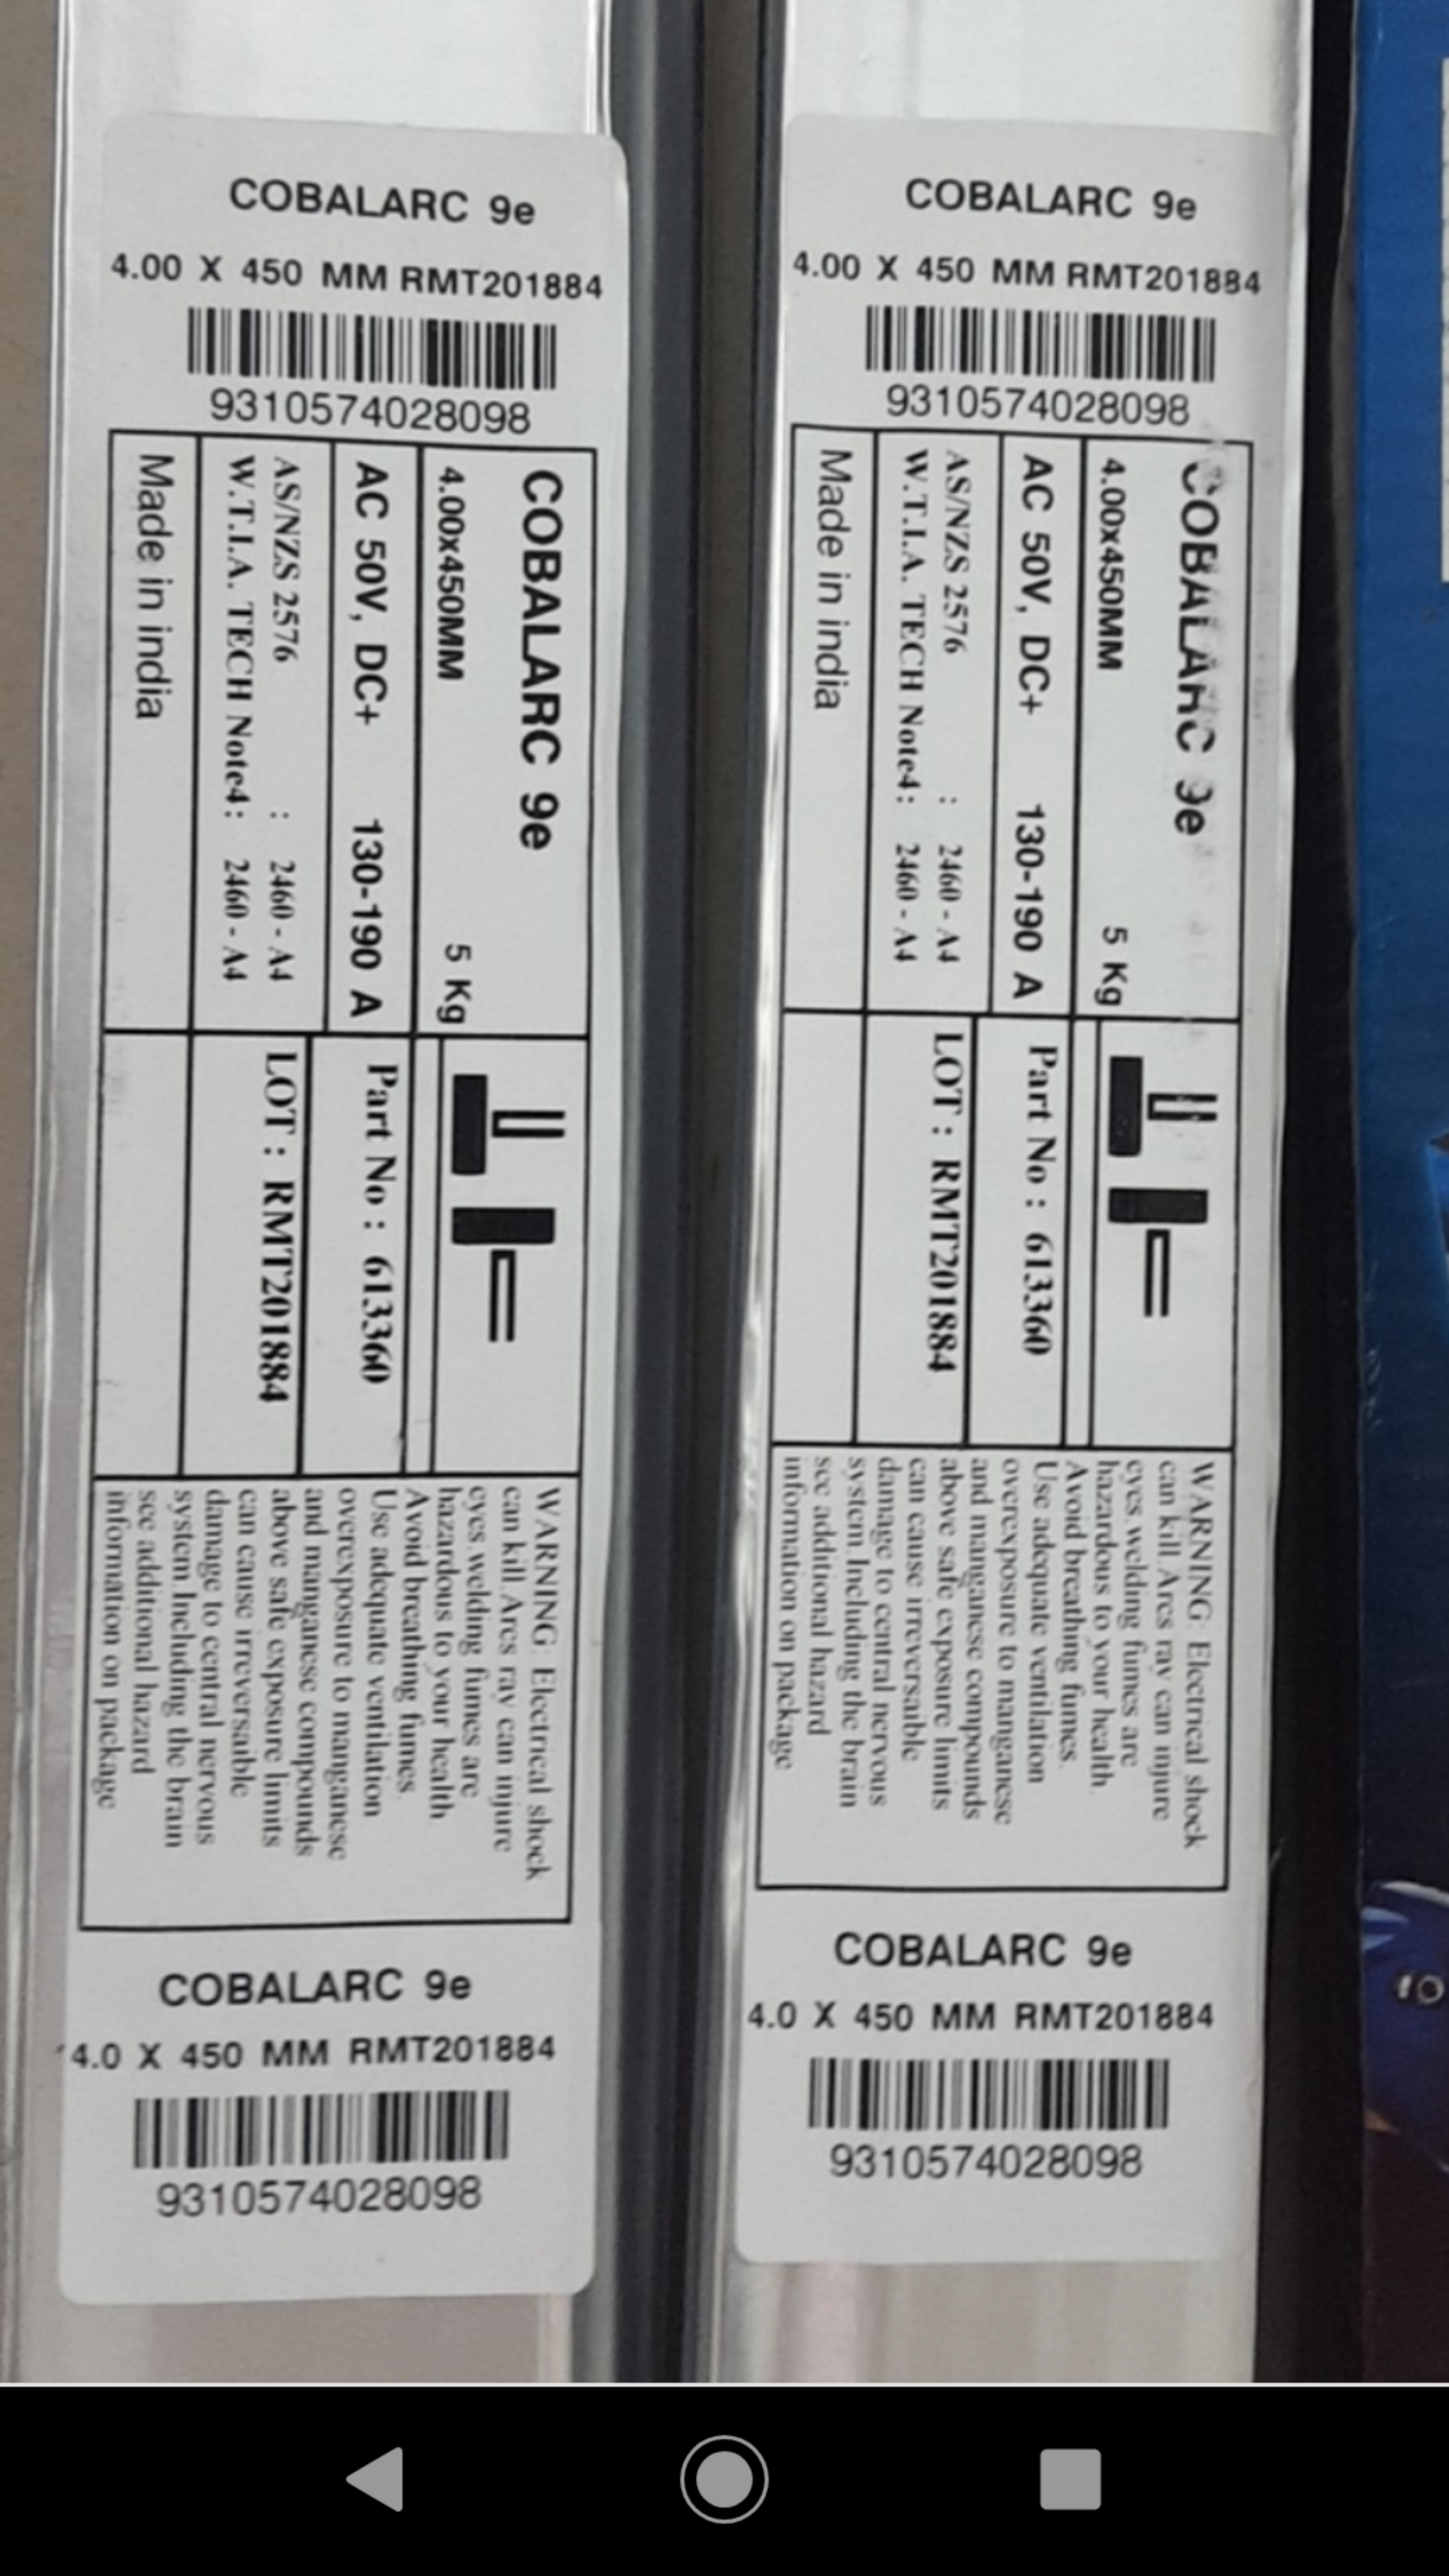 COBALARC 9e
4.00 X 450 MM RMT201884
9310574028098
COBALARC 9e
4.00x450MM 5 Kg
AC 50V, DC+ 130-190 A
AS/NZS 2576 : 2460 - A4
W.T.I.A. TECH Note4: 2460 - A4
Made in india
Part No : 613360
LOT : RMT201884
WARNING: Electrical shock
can kill.Arcs ray can injure
eyes.welding fumes are
hazardous to your health.
Avoid breathing fumes.
Use adequate ventilation
overexposure to manganese
and manganese compounds
above safe exposure limits
can cause irreversaible
damage to central nervous
system.Including the brain
see additional hazard
information on package
COBALARC 9e
4.0 X 450 MM RMT201884
9310574028098
COBALARC 9e
4.00 X 450 MM RMT201884
9310574028098
COBALARC 9e
4.00x450MM 5 Kg
AC 50V, DC+ 130-190 A
AS/NZS 2576 : 2460 - A4
W.T.I.A. TECH Note4: 2460 - A4
Made in india
Part No : 613360
LOT : RMT201884
WARNING: Electrical shock
can kill.Arcs ray can injure
eyes.welding fumes are
hazardous to your health.
Avoid breathing fumes.
Use adequate ventilation
overexposure to manganese
and manganese compounds
above safe exposure limits
can cause irreversaible
damage to central nervous
system.Including the brain
see additional hazard
information on package
COBALARC 9e
4.0 X 450 MM RMT201884
9310574028098